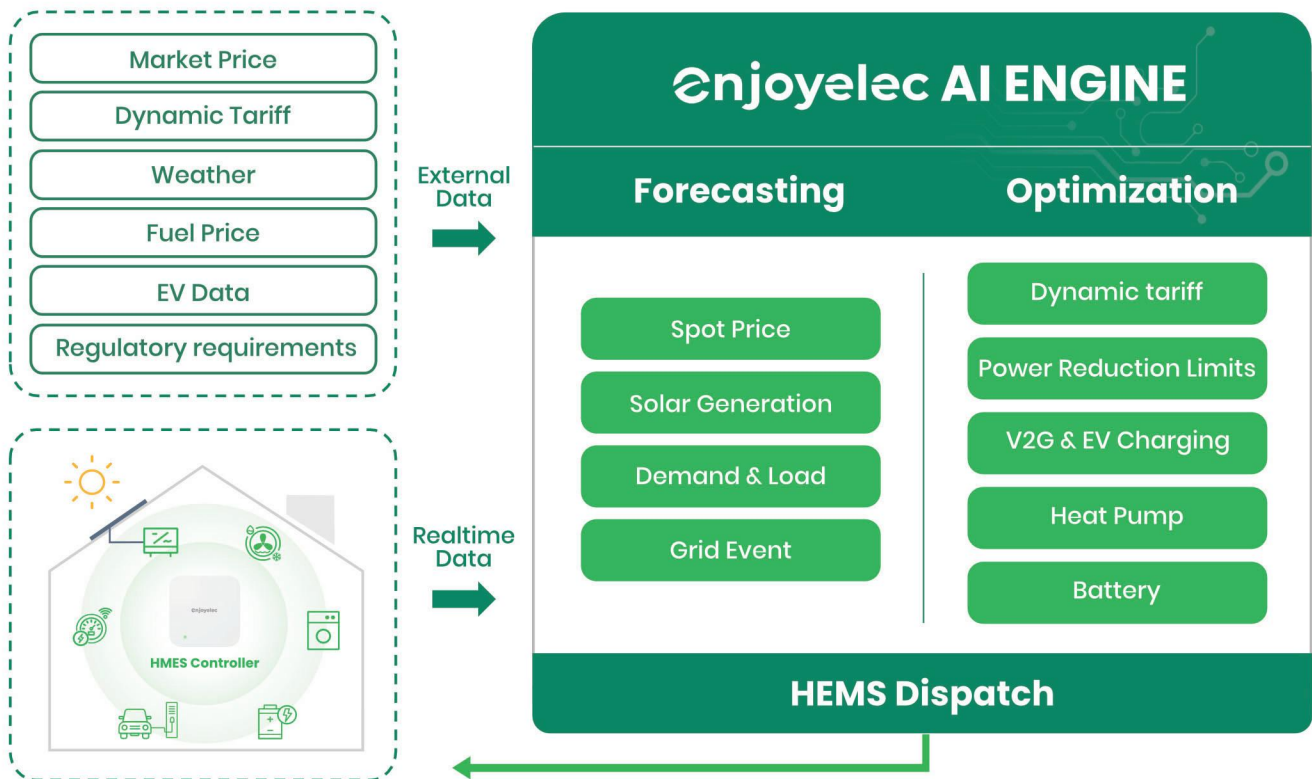 Market Price
Dynamic Tariff
Weather
Fuel Price
EV Data
Regulatory requirements
External
Data
enjoyelec
HMES Controller
Realtime
Data
enjoyelec AI ENGINE
Forecasting
Optimization
Spot Price
Solar Generation
Demand & Load
Grid Event
Dynamic tariff
Power Reduction Limits
V2G & EV Charging
Heat Pump
Battery
HEMS Dispatch